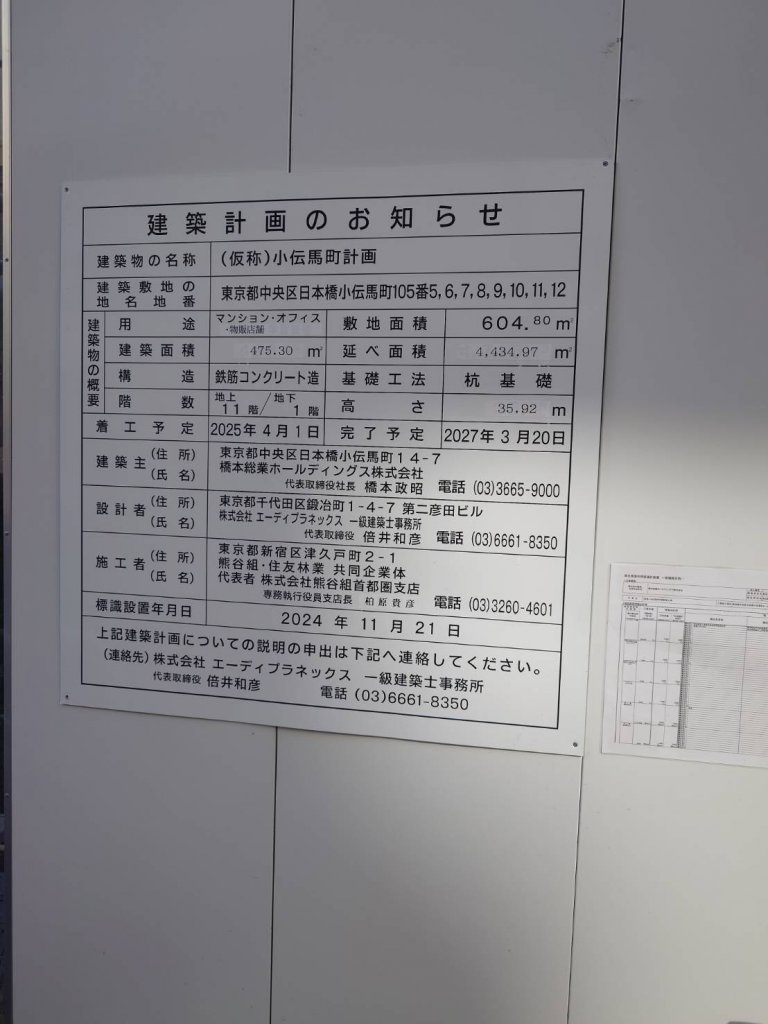 建築計画のお知らせ
建築物の名称 (仮称)小伝馬町計画
建築敷地の地名地番 東京都中央区日本橋小伝馬町105番5,6,7,8,9,10,11,12
建築物の概要
用途 マンション・オフィス・物販店舗 敷地面積 604.80㎡
建築面積 475.30㎡ 延べ面積 4,434.97㎡
構造 鉄筋コンクリート造 基礎工法 杭基礎
階数 地上11階/地下1階 高さ 35.92m
着工予定 2025年4月1日 完了予定 2027年3月20日
建築主(住所)(氏名) 東京都中央区日本橋小伝馬町14-7
橋本総業ホールディングス株式会社
代表取締役社長 橋本政昭 電話(03)3665-9000
設計者(住所)(氏名) 東京都千代田区鍛冶町1-4-7 第二彦田ビル
株式会社 エーディプラネックス 一級建築士事務所
代表取締役 倍井和彦 電話(03)6661-8350
施工者(住所)(氏名) 東京都新宿区津久戸町2-1
熊谷組・住友林業 共同企業体
代表者 株式会社熊谷組首都圏支店
専務執行役員支店長 柏原貴彦 電話(03)3260-4601
標識設置年月日 2024年11月21日
上記建築計画についての説明の申出は下記へ連絡してください。
(連絡先)株式会社 エーディプラネックス 一級建築士事務所
代表取締役 倍井和彦 電話(03)6661-8350